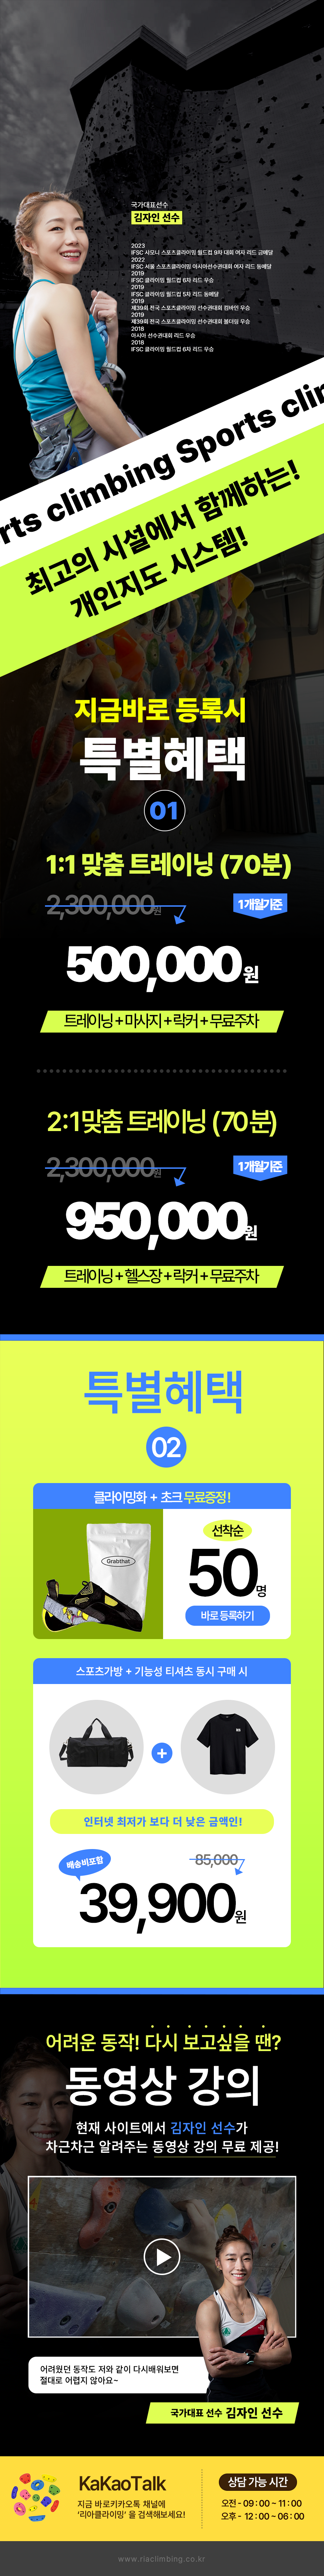 국가대표선수
김자인 선수
2023
IFSC 샤모니 스포츠클라이밍 월드컵 9차 대회 여자 리드 금메달
2022
IFSC 서울 스포츠클라이밍 아시아선수권대회 여자 리드 동메달
2019
IFSC 클라이밍 월드컵 6차 리드 우승
2019
IFSC 클라이밍 월드컵 5차 리드 동메달
2019
제39회 전국 스포츠클라이밍 선수권대회 컴바인 우승
2019
제39회 전국 스포츠클라이밍 선수권대회 볼더링 우승
2018
아시아 선수권대회 리드 우승
2018
IFSC 클라이밍 월드컵 6차 리드 우승
rts climbing Sports clim
최고의 시설에서 함께하는!
개인지도 시스템!
지금바로 등록시
특별혜택
01
1:1 맞춤 트레이닝 (70분)
2,300,000원
1개월기준
500,000원
트레이닝 + 마사지 + 락커 + 무료주차
2:1맞춤 트레이닝 (70분)
2,300,000원
1개월기준
950,000원
트레이닝 + 헬스장 + 락커 + 무료주차
특별혜택
02
클라이밍화 + 초크 무료증정!
Grabthat
선착순
50명
바로 등록하기
스포츠가방 + 기능성 티셔츠 동시 구매 시
+
인터넷 최저가 보다 더 낮은 금액인!
배송비포함
85,000
39,900원
어려운 동작! 다시 보고싶을 땐?
동영상 강의
현재 사이트에서 김자인 선수가
차근차근 알려주는 동영상 강의 무료 제공!
어려웠던 동작도 저와 같이 다시배워보면
절대로 어렵지 않아요~
국가대표 선수 김자인 선수
KaKaoTalk
지금 바로카카오톡 채널에
'리아클라이밍' 을 검색해보세요!
상담 가능 시간
오전 - 09 : 00 ~ 11 : 00
오후 - 12 : 00 ~ 06 : 00
www.riaclimbing.co.kr